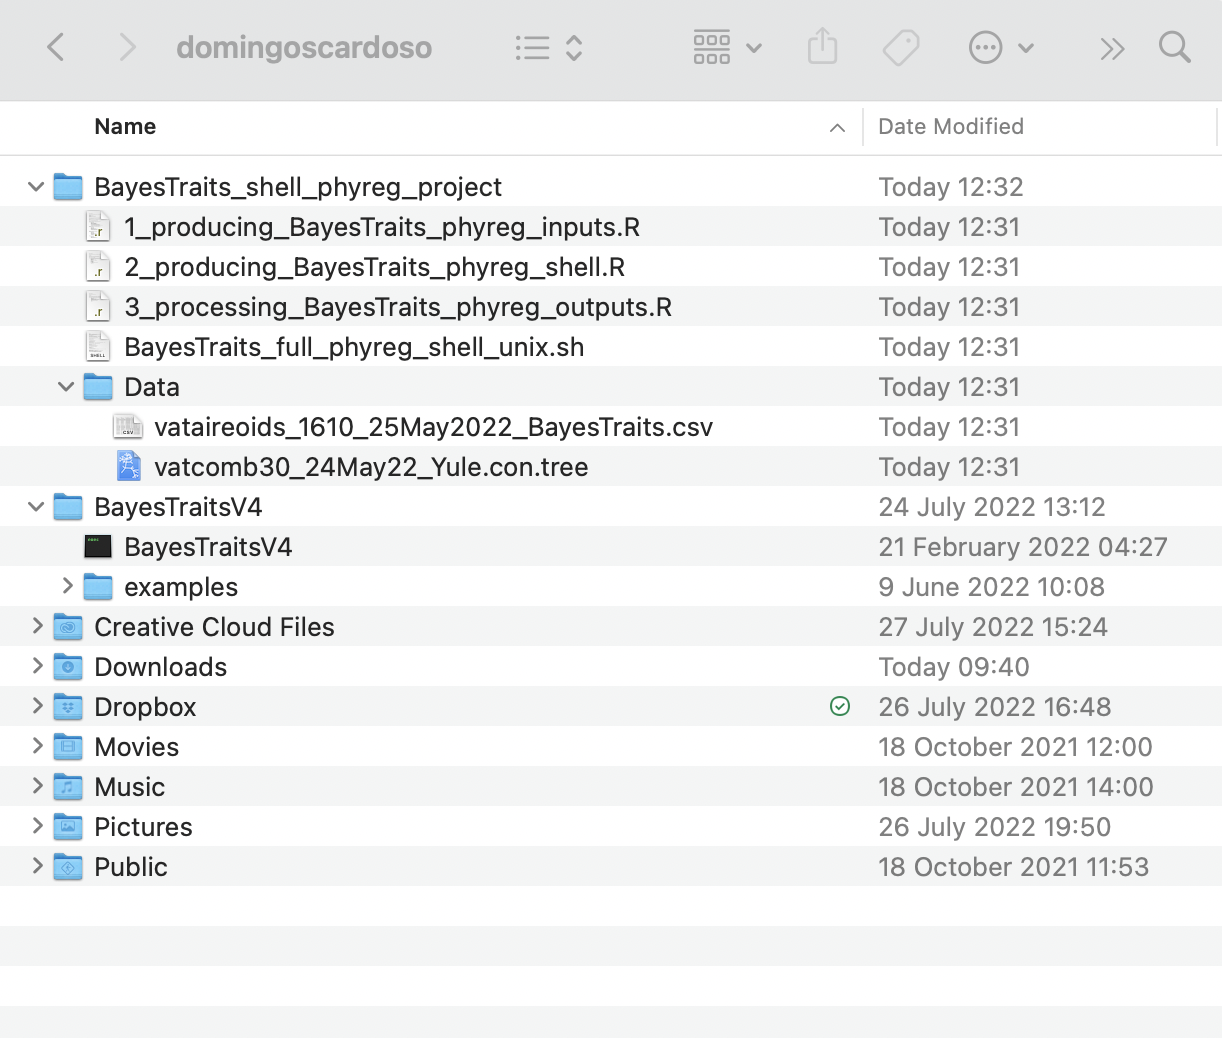 domingoscardoso
Name Date Modified
BayesTraits_shell_phyreg_project Today 12:32
1_producing_BayesTraits_phyreg_inputs.R Today 12:31
2_producing_BayesTraits_phyreg_shell.R Today 12:31
3_processing_BayesTraits_phyreg_outputs.R Today 12:31
BayesTraits_full_phyreg_shell_unix.sh Today 12:31
Data Today 12:31
vataireoids_1610_25May2022_BayesTraits.csv Today 12:31
vatcomb30_24May22_Yule.con.tree Today 12:31
BayesTraitsV4 24 July 2022 13:12
BayesTraitsV4 21 February 2022 04:27
examples 9 June 2022 10:08
Creative Cloud Files 27 July 2022 15:24
Downloads Today 09:40
Dropbox 26 July 2022 16:48
Movies 18 October 2021 12:00
Music 18 October 2021 14:00
Pictures 26 July 2022 19:50
Public 18 October 2021 11:53